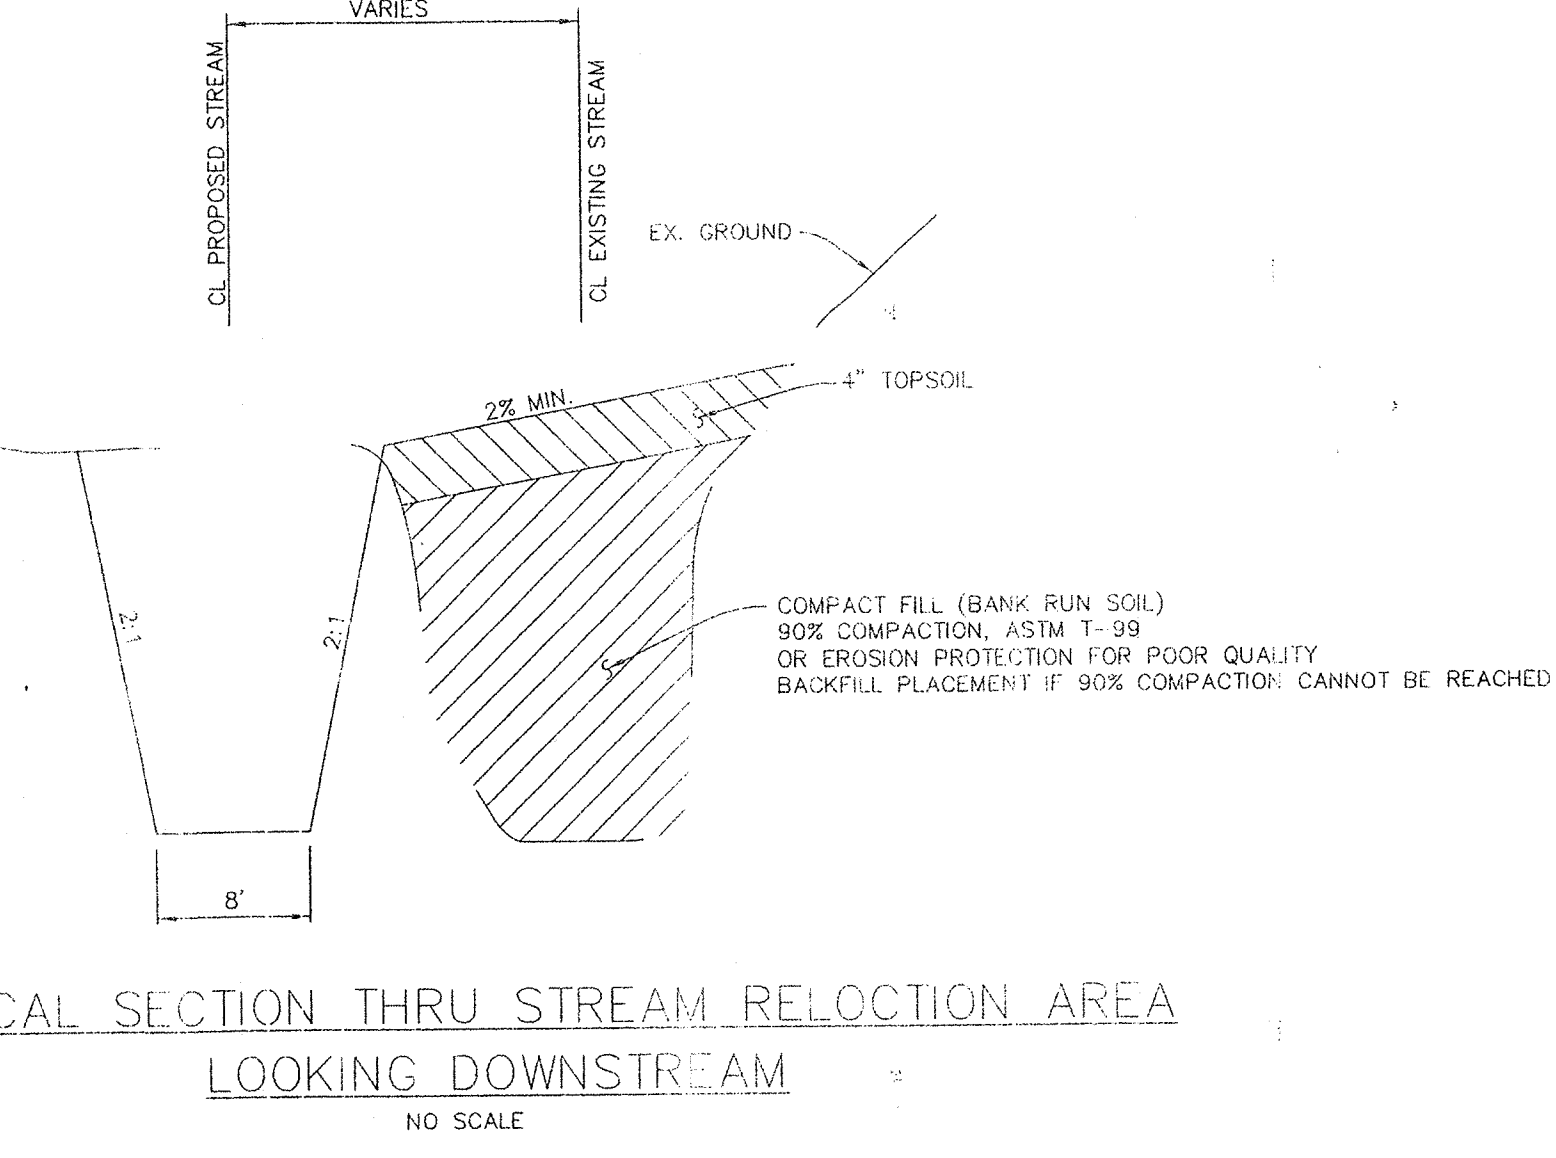 VARIES
CL PROPOSED STREAM
CL EXISTING STREAM
EX. GROUND
4" TOPSOIL
2% MIN.
2:1
2:1
COMPACT FILL (BANK RUN SOIL)
90% COMPACTION, ASTM T-99
OR EROSION PROTECTION FOR POOR QUALITY
BACKFILL PLACEMENT IF 90% COMPACTION CANNOT BE REACHED
8'
CAL SECTION THRU STREAM RELOCTION AREA
LOOKING DOWNSTREAM
NO SCALE